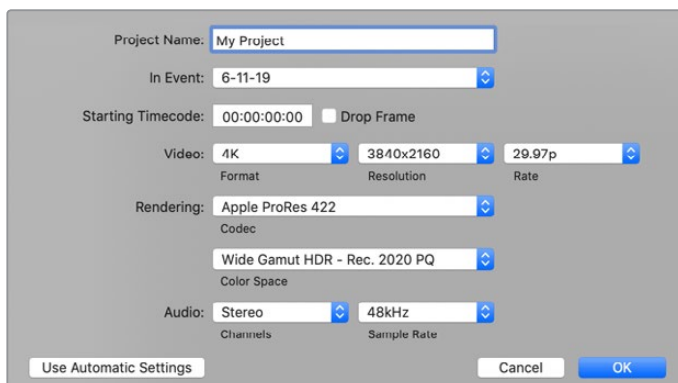 Project Name: My Project
In Event: 6-11-19
Starting Timecode: 00:00:00:00 Drop Frame
Video: 4K 3840x2160 29.97p
Format Resolution Rate
Rendering: Apple ProRes 422
Codec
Wide Gamut HDR - Rec. 2020 PQ
Color Space
Audio: Stereo 48kHz
Channels Sample Rate
Use Automatic Settings Cancel OK